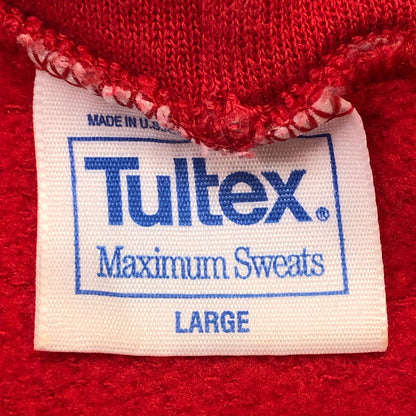 MADE IN U.S.
Tultex®
Maximum Sweats
LARGE